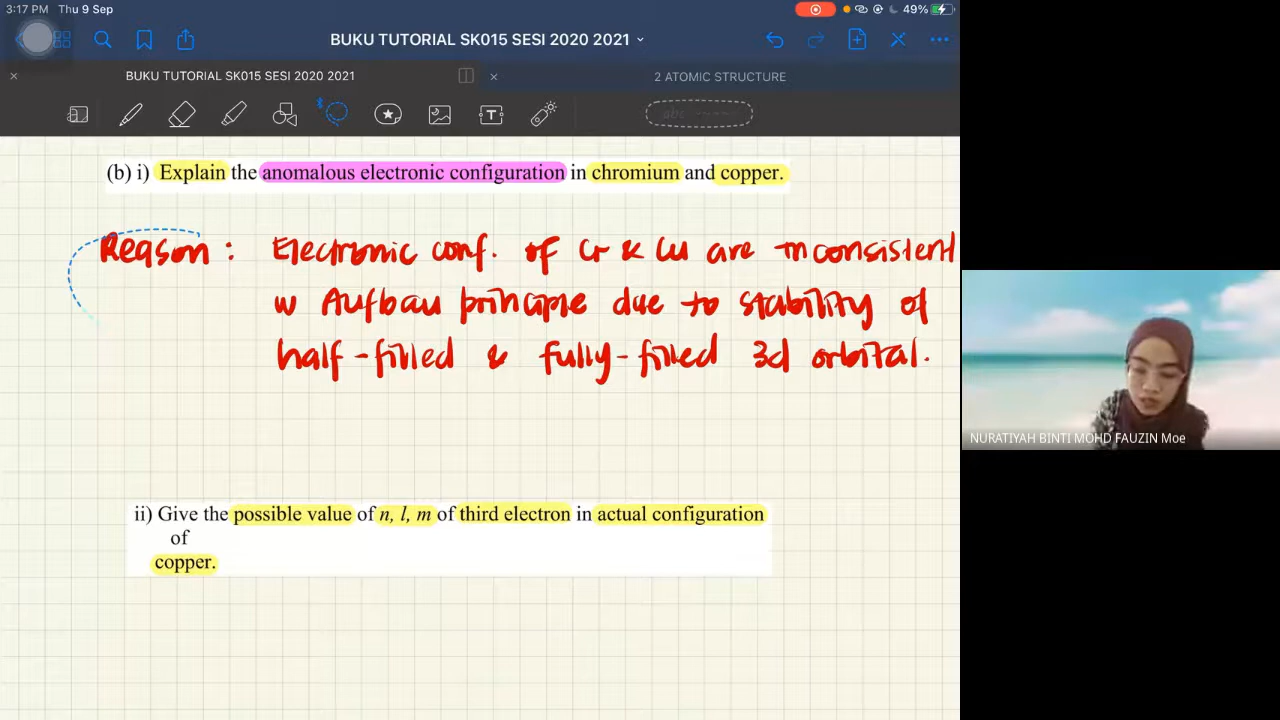 3:17 PM Thu 9 Sep
49%
BUKU TUTORIAL SK015 SESI 2020 2021
BUKU TUTORIAL SK015 SESI 2020 2021
2 ATOMIC STRUCTURE
T
(b) i) Explain the anomalous electronic configuration in chromium and copper.
Reason : Electronic conf. of Cr & Cu are inconsistent
w Aufbau principle due to stability of
half-filled & fully-filled 3d orbital.
ii) Give the possible value of n, l, m of third electron in actual configuration
of
copper.
NURATIYAH BINTI MOHD FAUZIN Moe